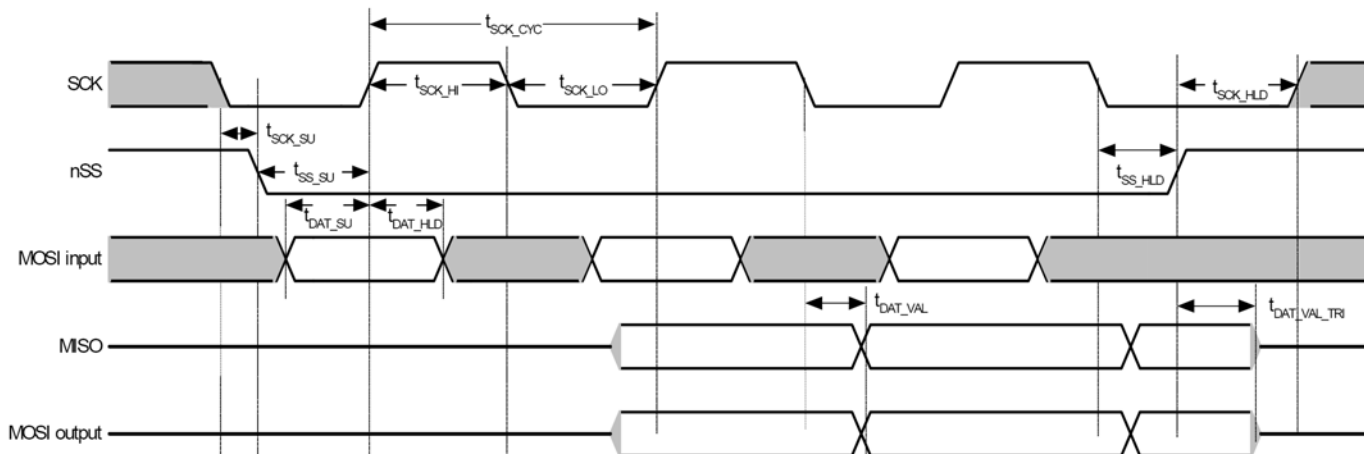 tSCK_CYC
SCK
tSCK_HI
tSCK_LO
tSCK_HLD
tSCK_SU
nSS
tSS_SU
tSS_HLD
tDAT_SU
tDAT_HLD
MOSI input
tDAT_VAL
tDAT_VAL_TRI
MISO
MOSI output